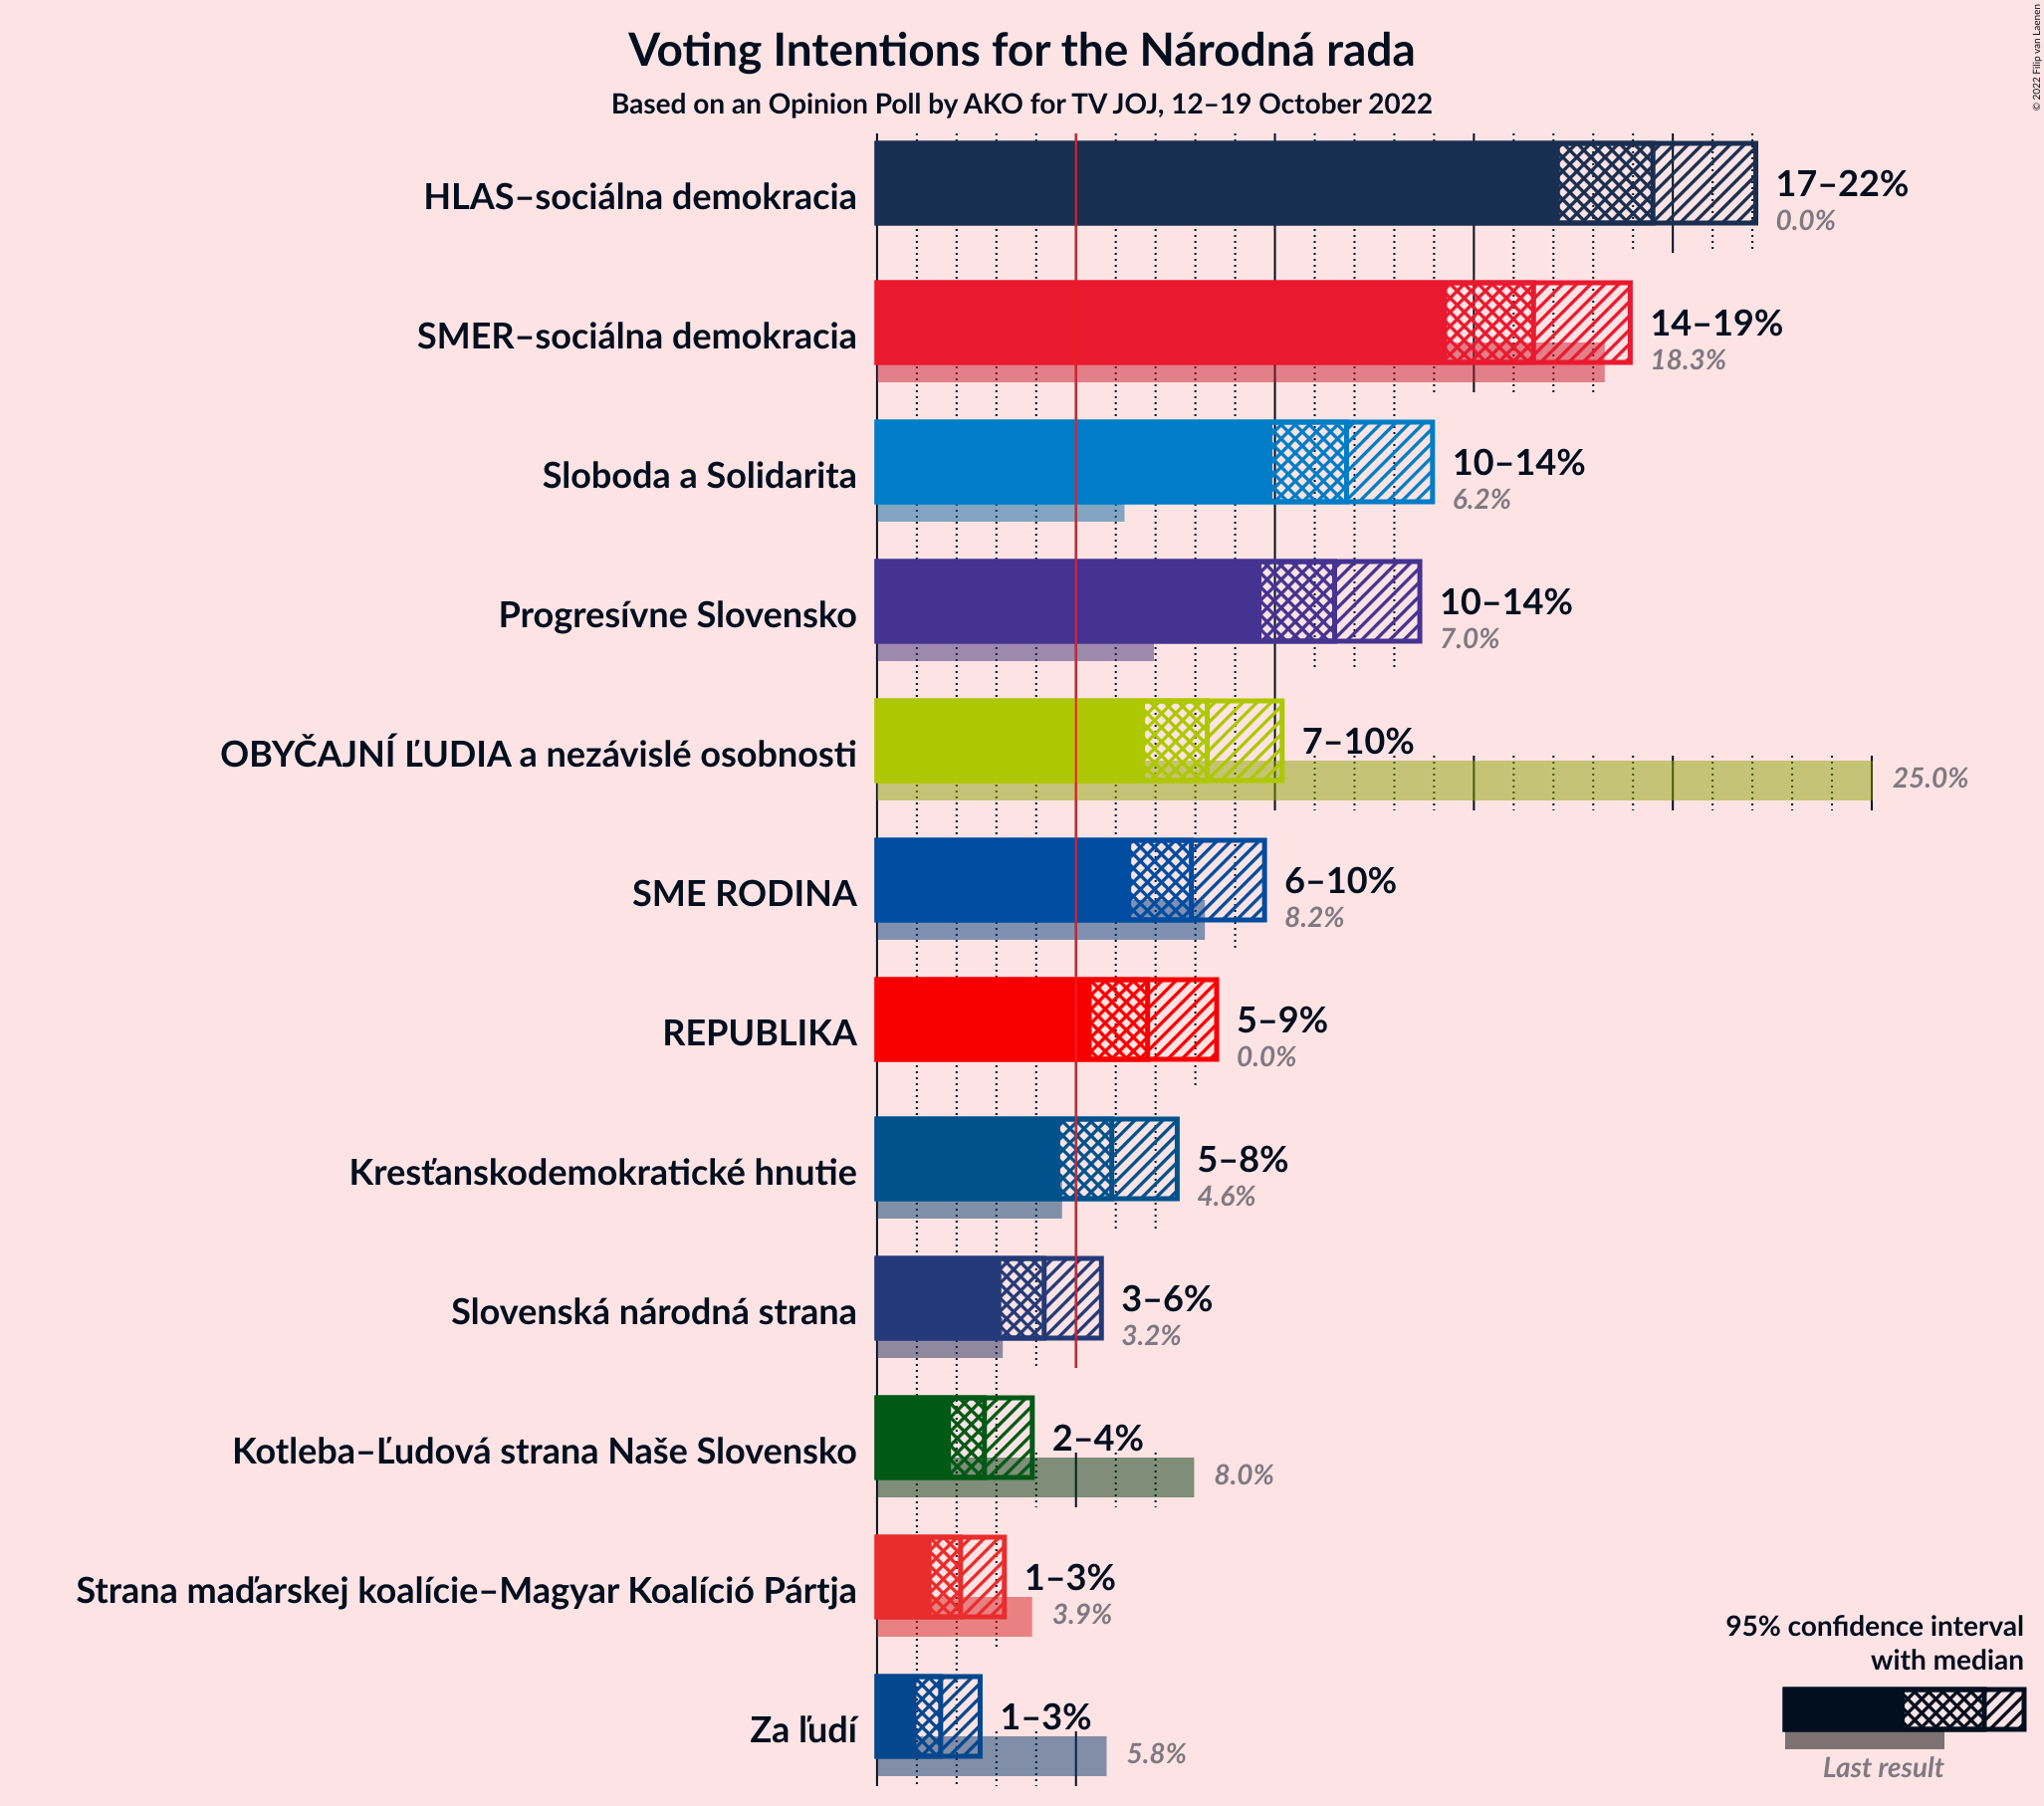 Voting Intentions for the Národná rada
Based on an Opinion Poll by AKO for TV JOJ, 12–19 October 2022
© 2022 Filip van Laenen
HLAS–sociálna demokracia
17–22%
0.0%
SMER–sociálna demokracia
14–19%
18.3%
Sloboda a Solidarita
10–14%
6.2%
Progresívne Slovensko
10–14%
7.0%
OBYČAJNÍ ĽUDIA a nezávislé osobnosti
7–10%
25.0%
SME RODINA
6–10%
8.2%
REPUBLIKA
5–9%
0.0%
Kresťanskodemokratické hnutie
5–8%
4.6%
Slovenská národná strana
3–6%
3.2%
Kotleba–Ľudová strana Naše Slovensko
2–4%
8.0%
Strana maďarskej koalície–Magyar Koalíció Pártja
1–3%
3.9%
Za ľudí
1–3%
5.8%
95% confidence interval
with median
Last result